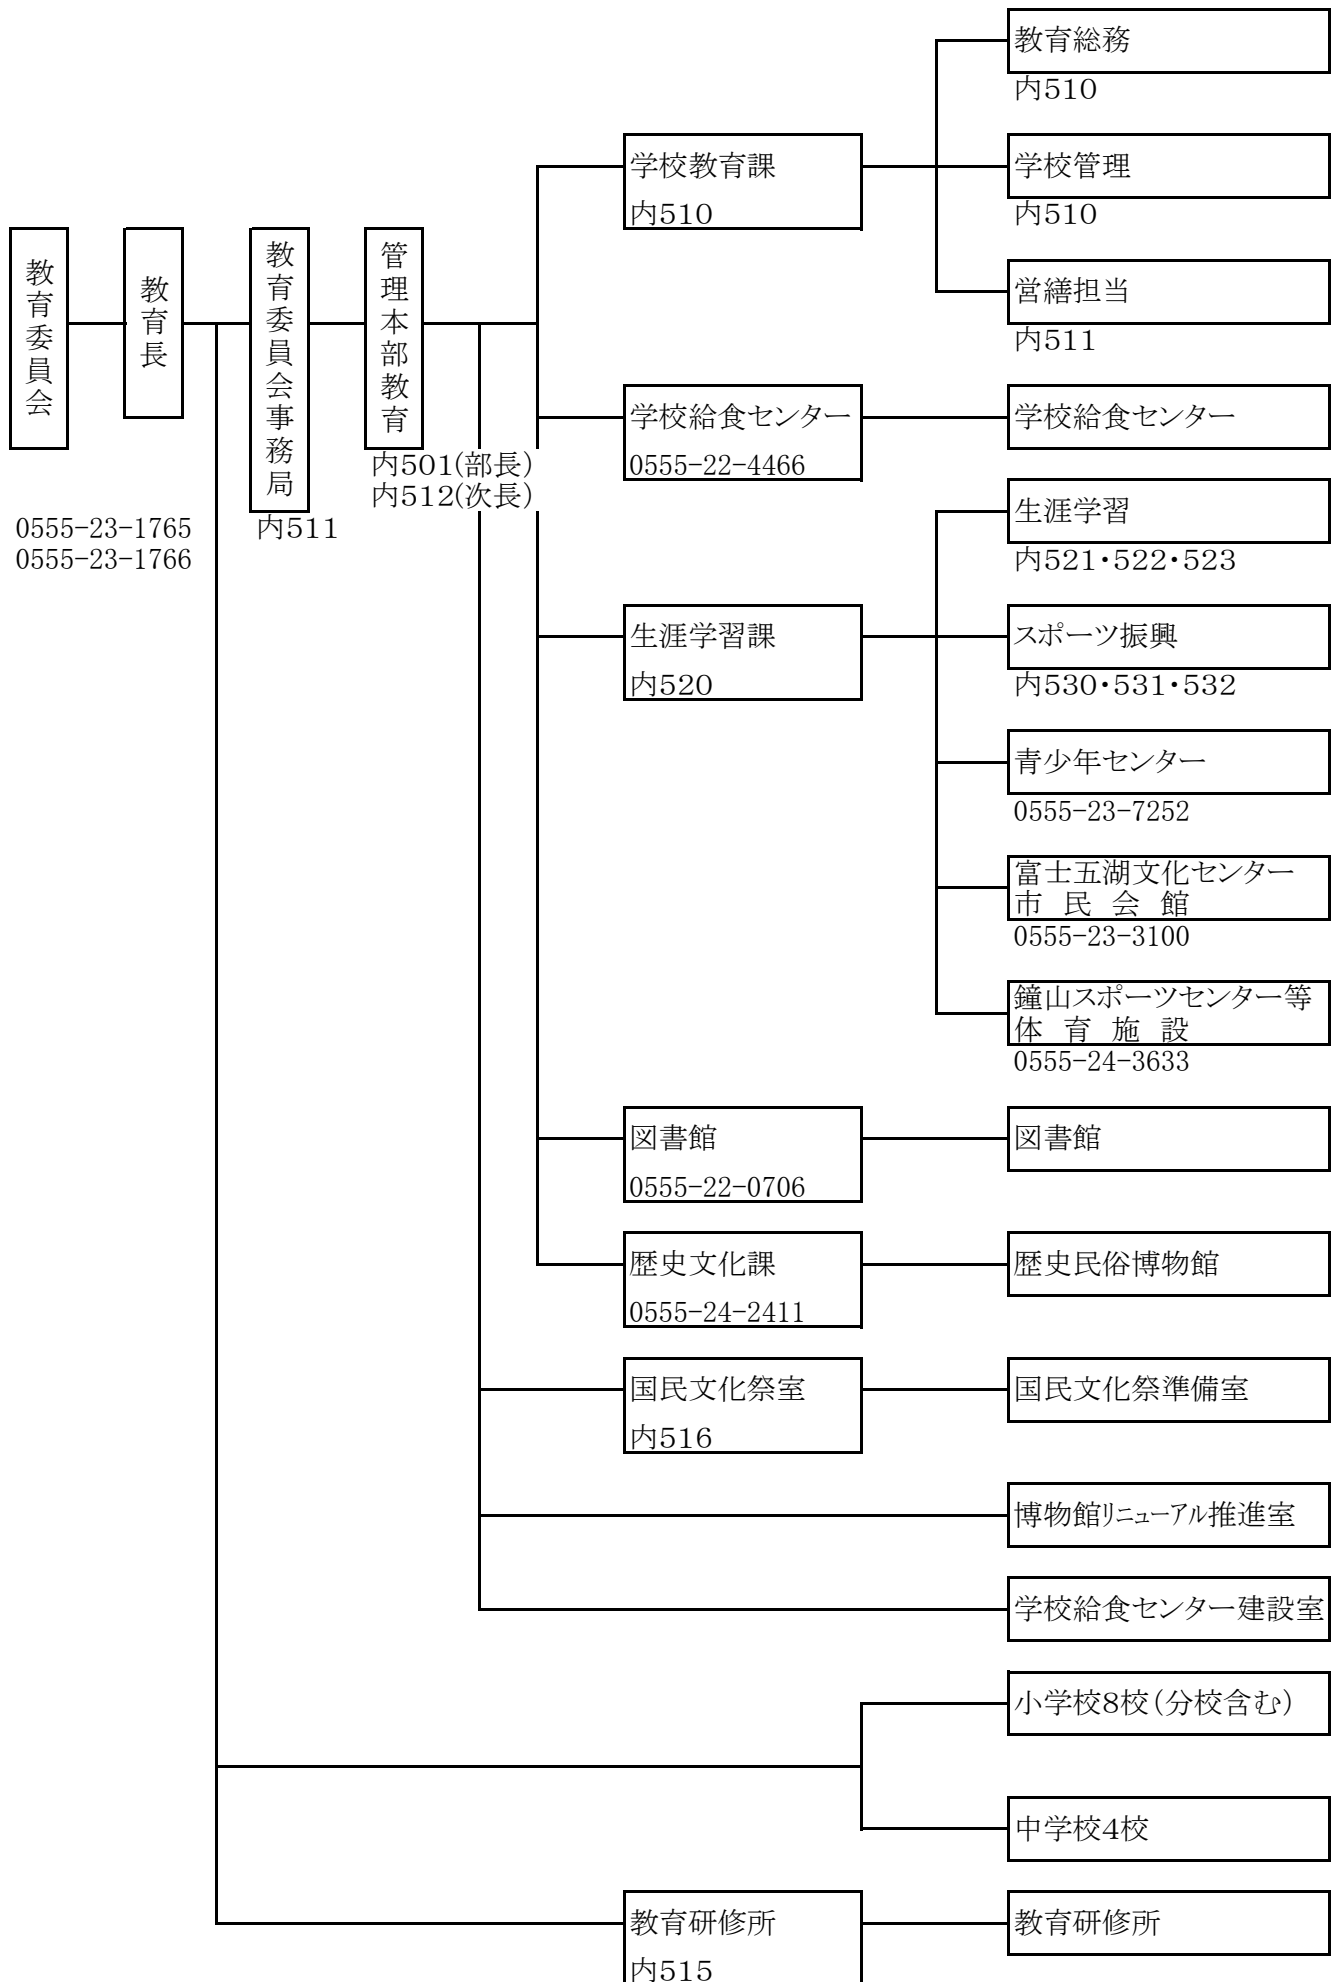 教育委員会
0555-23-1765
0555-23-1766
教育長
教育委員会事務局
内511
管理本部教育
内501(部長)
内512(次長)
学校教育課
内510
教育総務
内510
学校管理
内510
営繕担当
内511
学校給食センター
0555-22-4466
学校給食センター
生涯学習課
内520
生涯学習
内521・522・523
スポーツ振興
内530・531・532
青少年センター
0555-23-7252
富士五湖文化センター
市 民 会 館
0555-23-3100
鐘山スポーツセンター等
体 育 施 設
0555-24-3633
図書館
0555-22-0706
図書館
歴史文化課
0555-24-2411
歴史民俗博物館
国民文化祭室
内516
国民文化祭準備室
博物館リニューアル推進室
学校給食センター建設室
小学校8校(分校含む)
中学校4校
教育研修所
内515
教育研修所